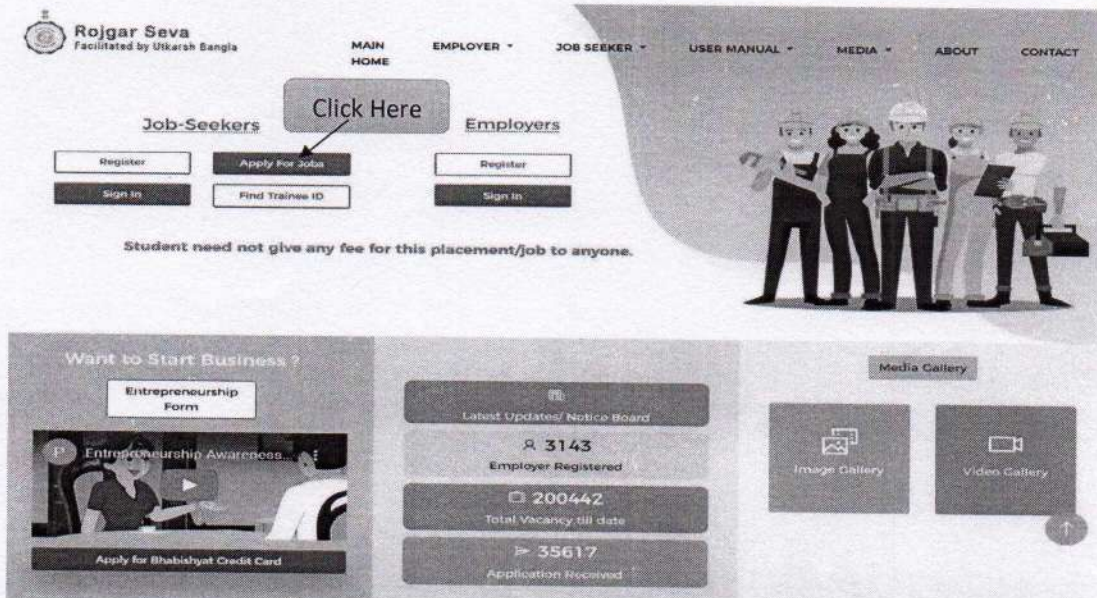 Rojgar Seva
Facilitated by Utkarsh Bangla
MAIN HOME
EMPLOYER
JOB SEEKER
USER MANUAL
MEDIA
ABOUT
CONTACT
Click Here
Job-Seekers
Employers
Register
Apply For Jobs
Register
Sign In
Find Trainee ID
Sign In
Student need not give any fee for this placement/job to anyone.
Want to Start Business ?
Entrepreneurship
Form
P
Entrepreneurship Awareness...
Apply for Bhabishyat Credit Card
Latest Updates/ Notice Board
3143
Employer Registered
200442
Total Vacancy till date
35617
Application Received
Media Gallery
Image Gallery
Video Gallery